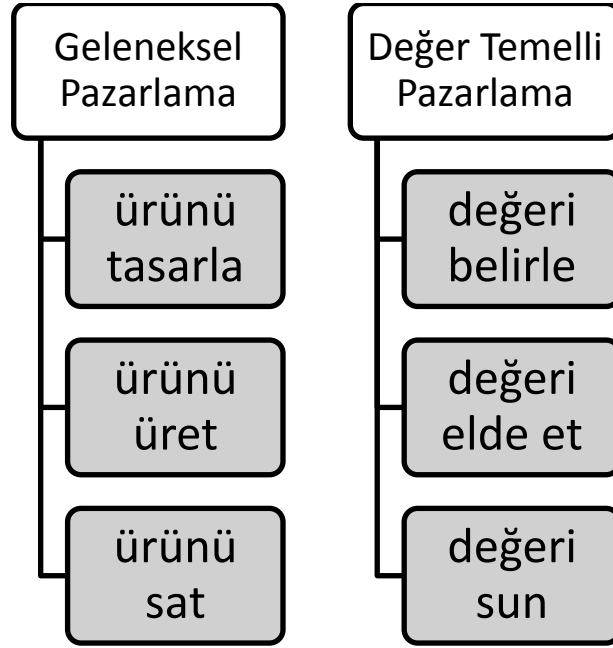 Geleneksel
Pazarlama
ürünü
tasarla
ürünü
üret
ürünü
sat
Değer Temelli
Pazarlama
değeri
belirle
değeri
elde et
değeri
sun